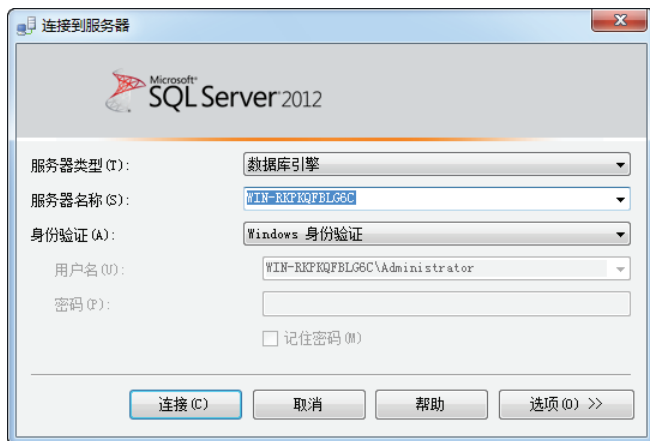 连接到服务器
Microsoft®
SQL Server 2012
服务器类型(T): 数据库引擎
服务器名称(S): WIN-RKPKQFBLG6C
身份验证(A): Windows 身份验证
用户名(U): WIN-RKPKQFBLG6C\Administrator
密码(P):
记住密码(M)
连接(C) 取消 帮助 选项(O) >>